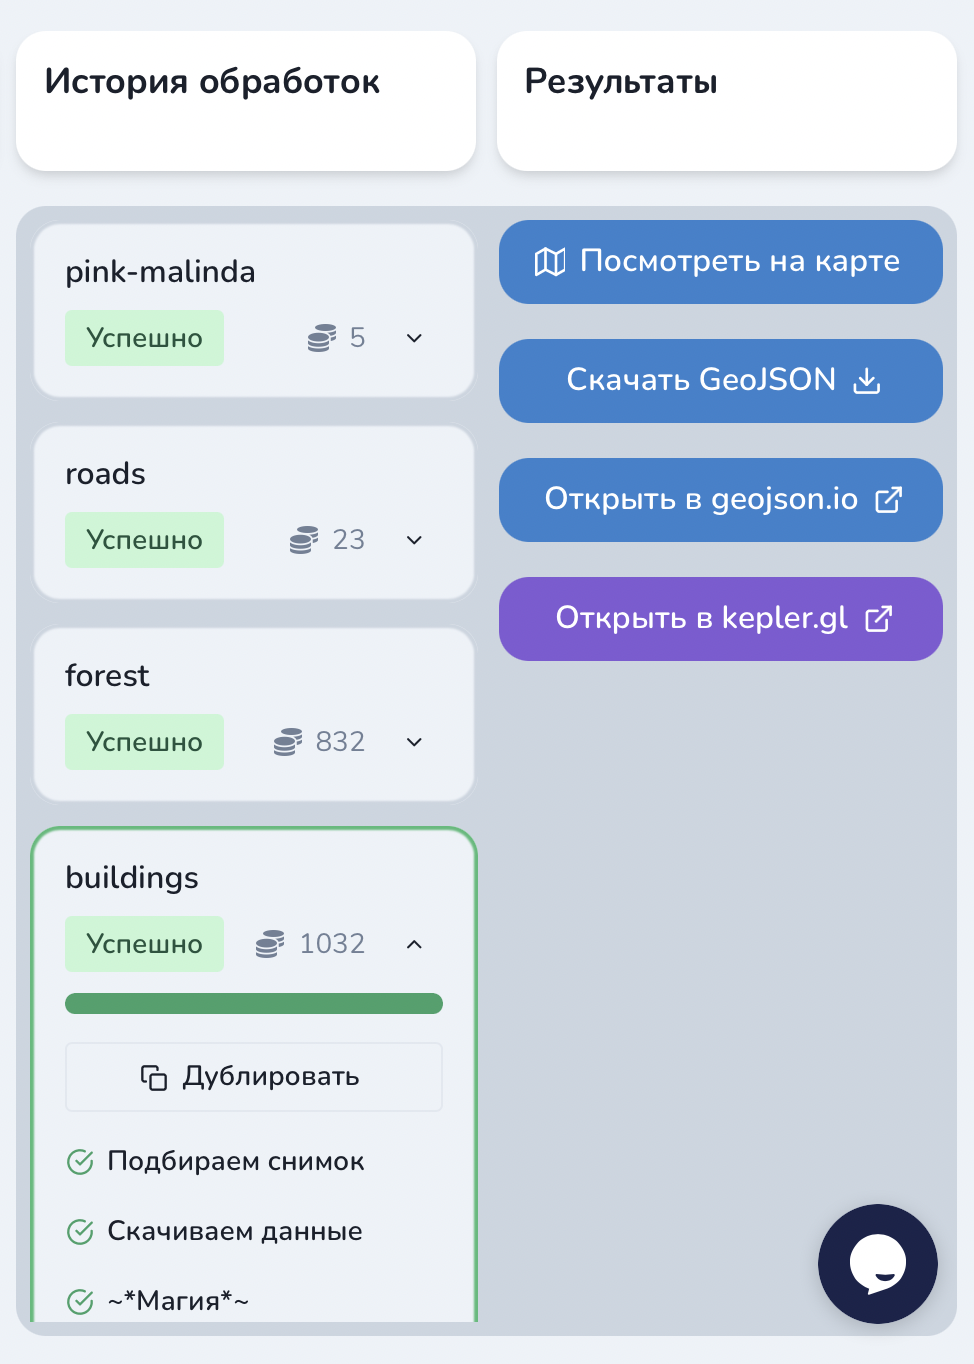 История обработок
Результаты
pink-malinda
Успешно 5
roads
Успешно 23
forest
Успешно 832
buildings
Успешно 1032
Дублировать
Подбираем снимок
Скачиваем данные
~*Магия*~
Посмотреть на карте
Скачать GeoJSON
Открыть в geojson.io
Открыть в kepler.gl